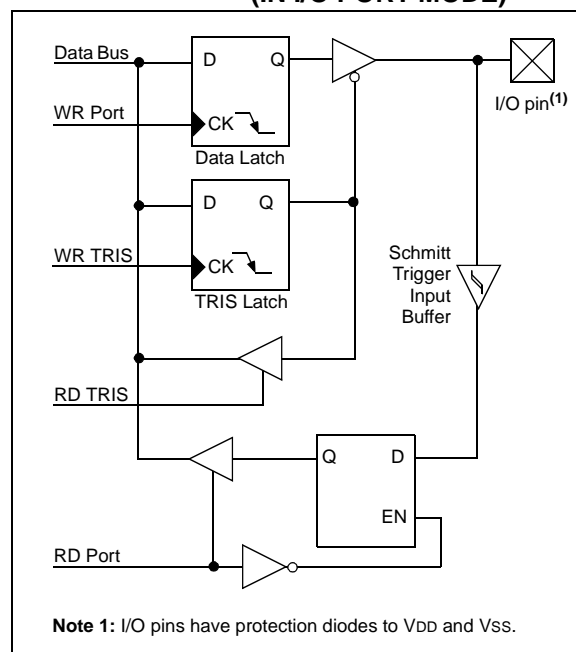 (IN I/O PORT MODE)
Data Bus
D Q
I/O pin(1)
WR Port
CK
Data Latch
D Q
WR TRIS
CK
TRIS Latch
Schmitt
Trigger
Input
Buffer
RD TRIS
Q D
EN
RD Port
Note 1: I/O pins have protection diodes to VDD and VSS.